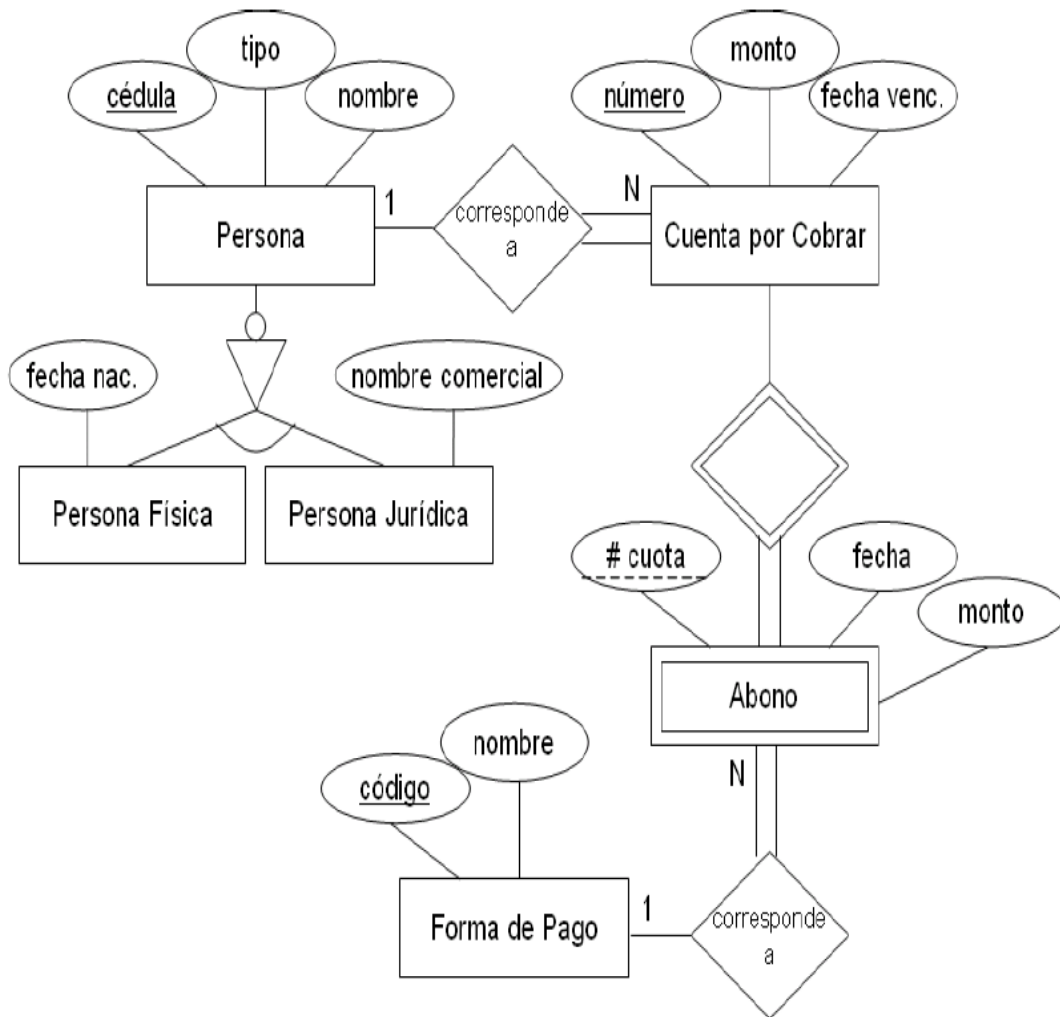 tipo
monto
cédula
nombre
número
fecha venc.
1
N
Persona
corresponde
a
Cuenta por Cobrar
fecha nac.
nombre comercial
Persona Física
Persona Jurídica
# cuota
fecha
monto
Abono
nombre
N
código
1
Forma de Pago
corresponde
a